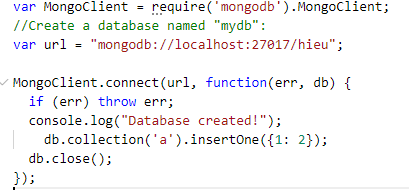 var MongoClient = require('mongodb').MongoClient;
//Create a database named "mydb":
var url = "mongodb://localhost:27017/hieu";
MongoClient.connect(url, function(err, db) {
  if (err) throw err;
  console.log("Database created!");
    db.collection('a').insertOne({1: 2});
  db.close();
});